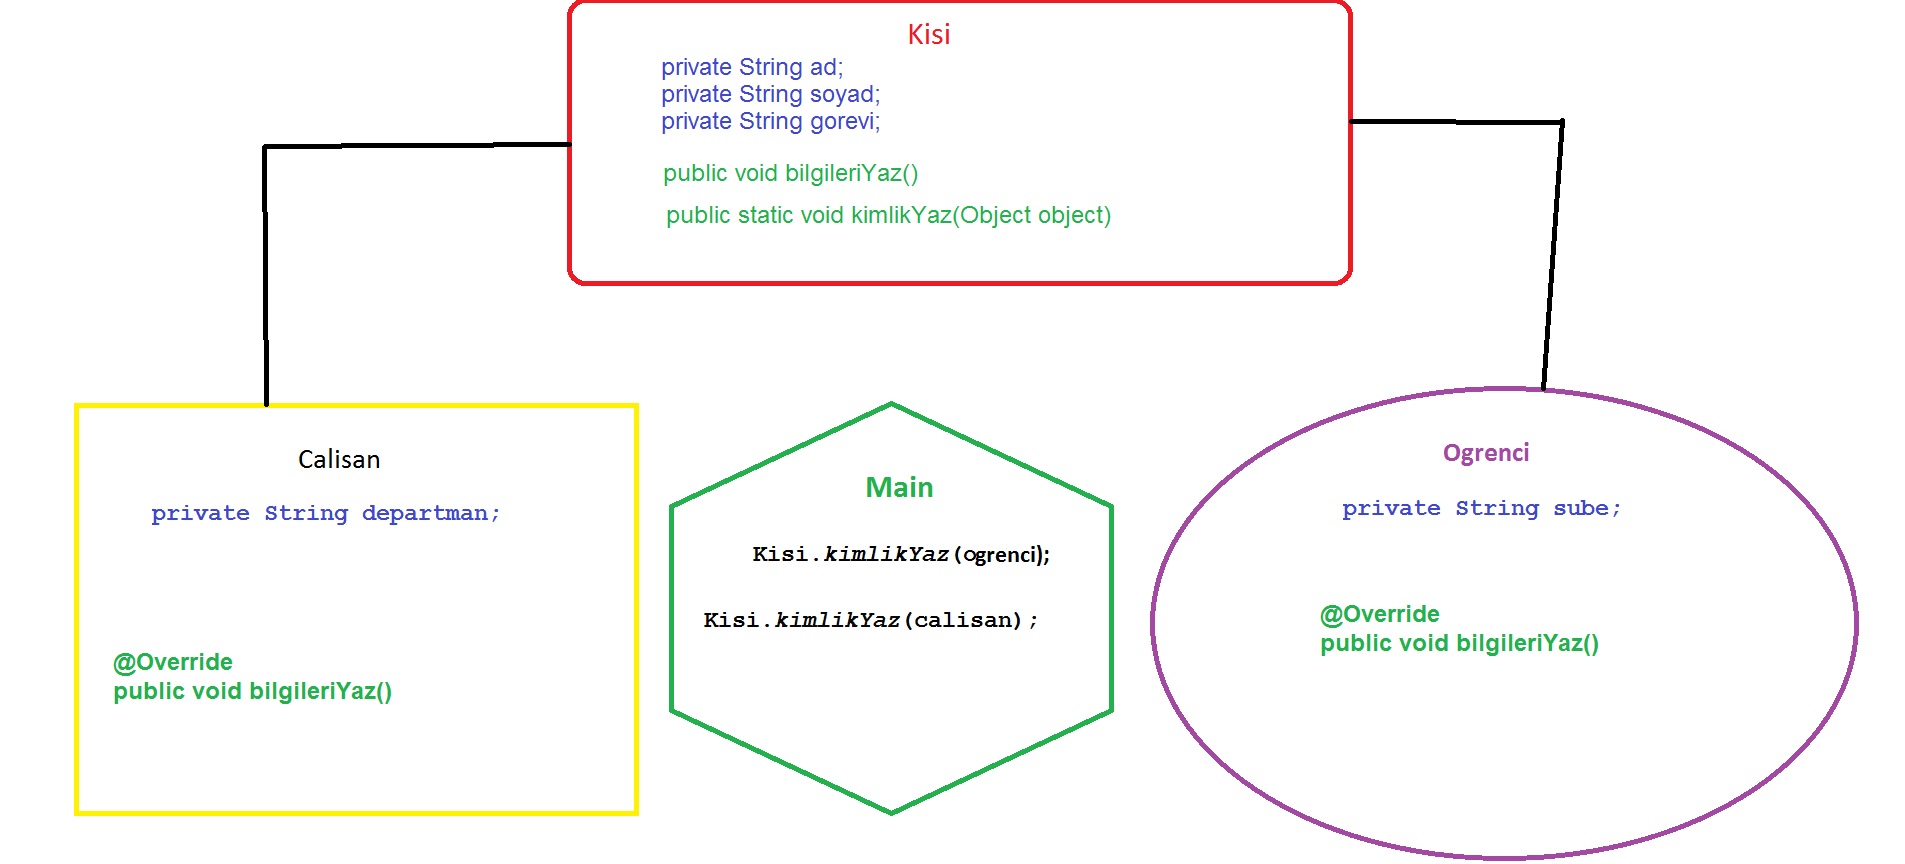 Kisi
private String ad;
private String soyad;
private String gorevi;
public void bilgileriYaz()
public static void kimlikYaz(Object object)
Calisan
private String departman;
@Override
public void bilgileriYaz()
Main
Kisi.kimlikYaz(ogrenci);
Kisi.kimlikYaz(calisan);
Ogrenci
private String sube;
@Override
public void bilgileriYaz()